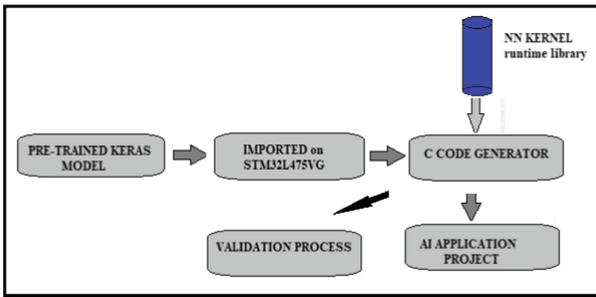 NN KERNEL
runtime library
PRE-TRAINED KERAS
MODEL
IMPORTED on
STM32L475VG
C CODE GENERATOR
VALIDATION PROCESS
AI APPLICATION
PROJECT